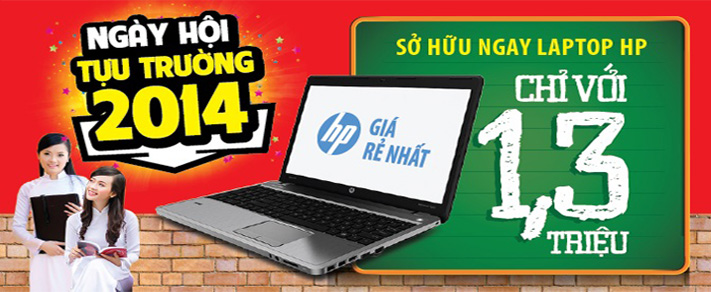 NGÀY HỘI
TỰU TRƯỜNG
2014
hp
GIÁ
RẺ NHẤT
SỞ HỮU NGAY LAPTOP HP
CHỈ VỚI
1,3
TRIỆU